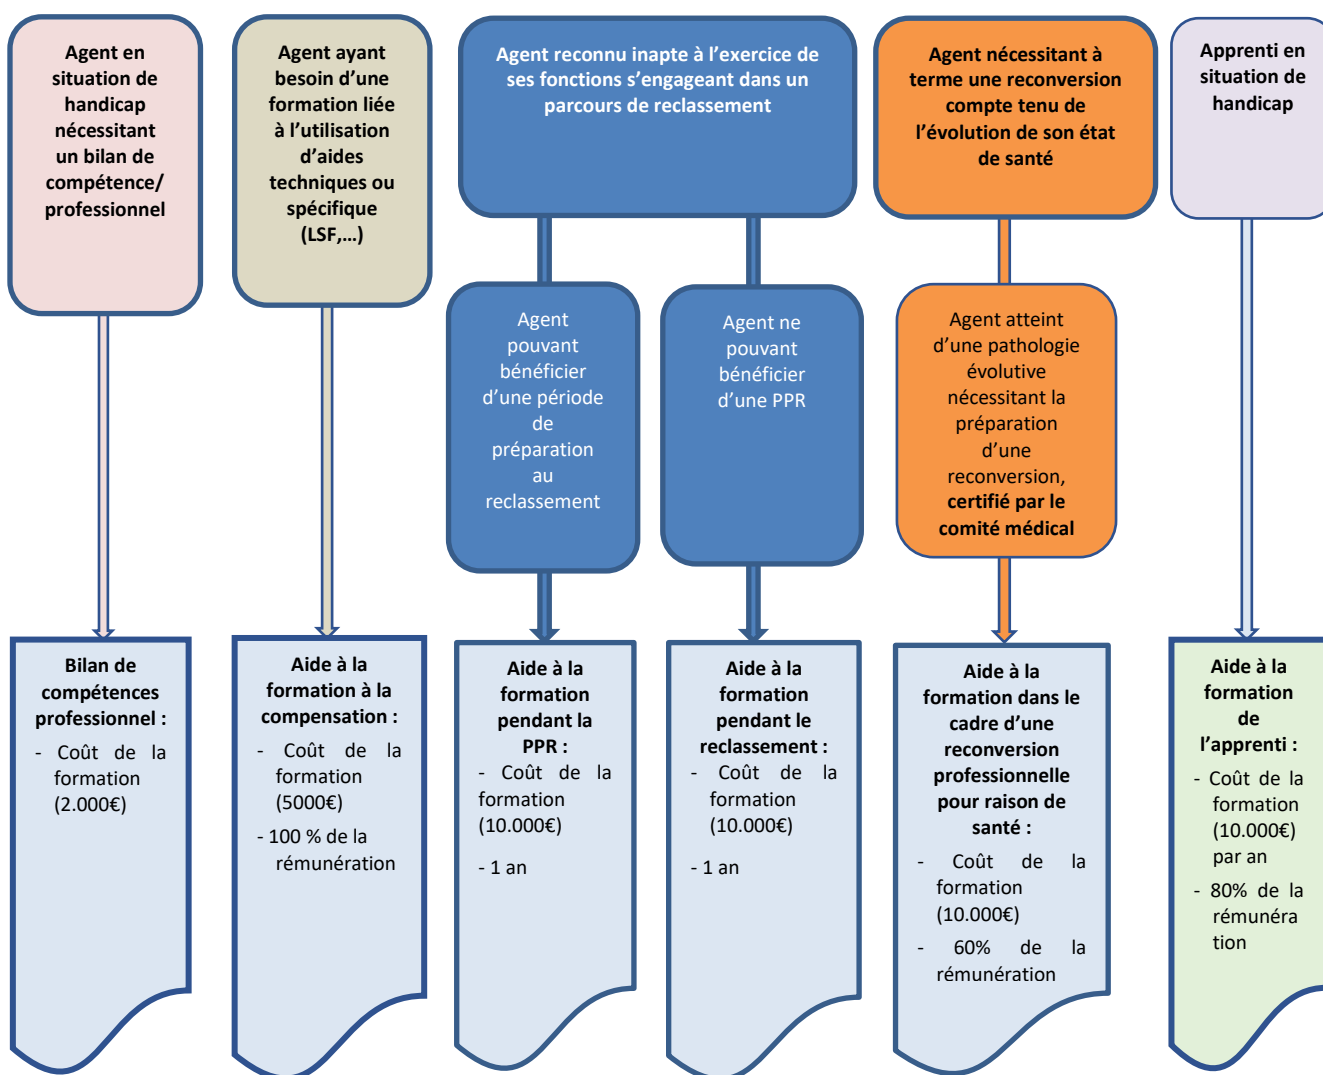 Agent en
situation de
handicap
nécessitant
un bilan de
compétence/
professionnel
Agent ayant
besoin d’une
formation liée
à l’utilisation
d’aides
techniques ou
spécifique
(LSF,…)
Agent reconnu inapte à l’exercice de
ses fonctions s’engageant dans un
parcours de reclassement
Agent nécessitant à
terme une reconversion
compte tenu de
l’évolution de son état
de santé
Apprenti en
situation de
handicap
Agent
pouvant
bénéficier
d’une période
de
préparation
au
reclassement
Agent ne
pouvant
bénéficier
d’une PPR
Agent atteint
d’une pathologie
évolutive
nécessitant la
préparation
d’une
reconversion,
certifié par le
comité médical
Bilan de
compétences
professionnel :
- Coût de la
formation
(2.000€)
Aide à la
formation à la
compensation :
- Coût de la
formation
(5000€)
- 100 % de la
rémunération
Aide à la
formation
pendant la
PPR :
- Coût de la
formation
(10.000€)
- 1 an
Aide à la
formation
pendant le
reclassement :
- Coût de la
formation
(10.000€)
- 1 an
Aide à la
formation dans le
cadre d’une
reconversion
professionnelle
pour raison de
santé :
- Coût de la
formation
(10.000€)
- 60% de la
rémunération
Aide à la
formation
de
l’apprenti :
- Coût de la
formation
(10.000€)
par an
- 80% de la
rémunéra
tion